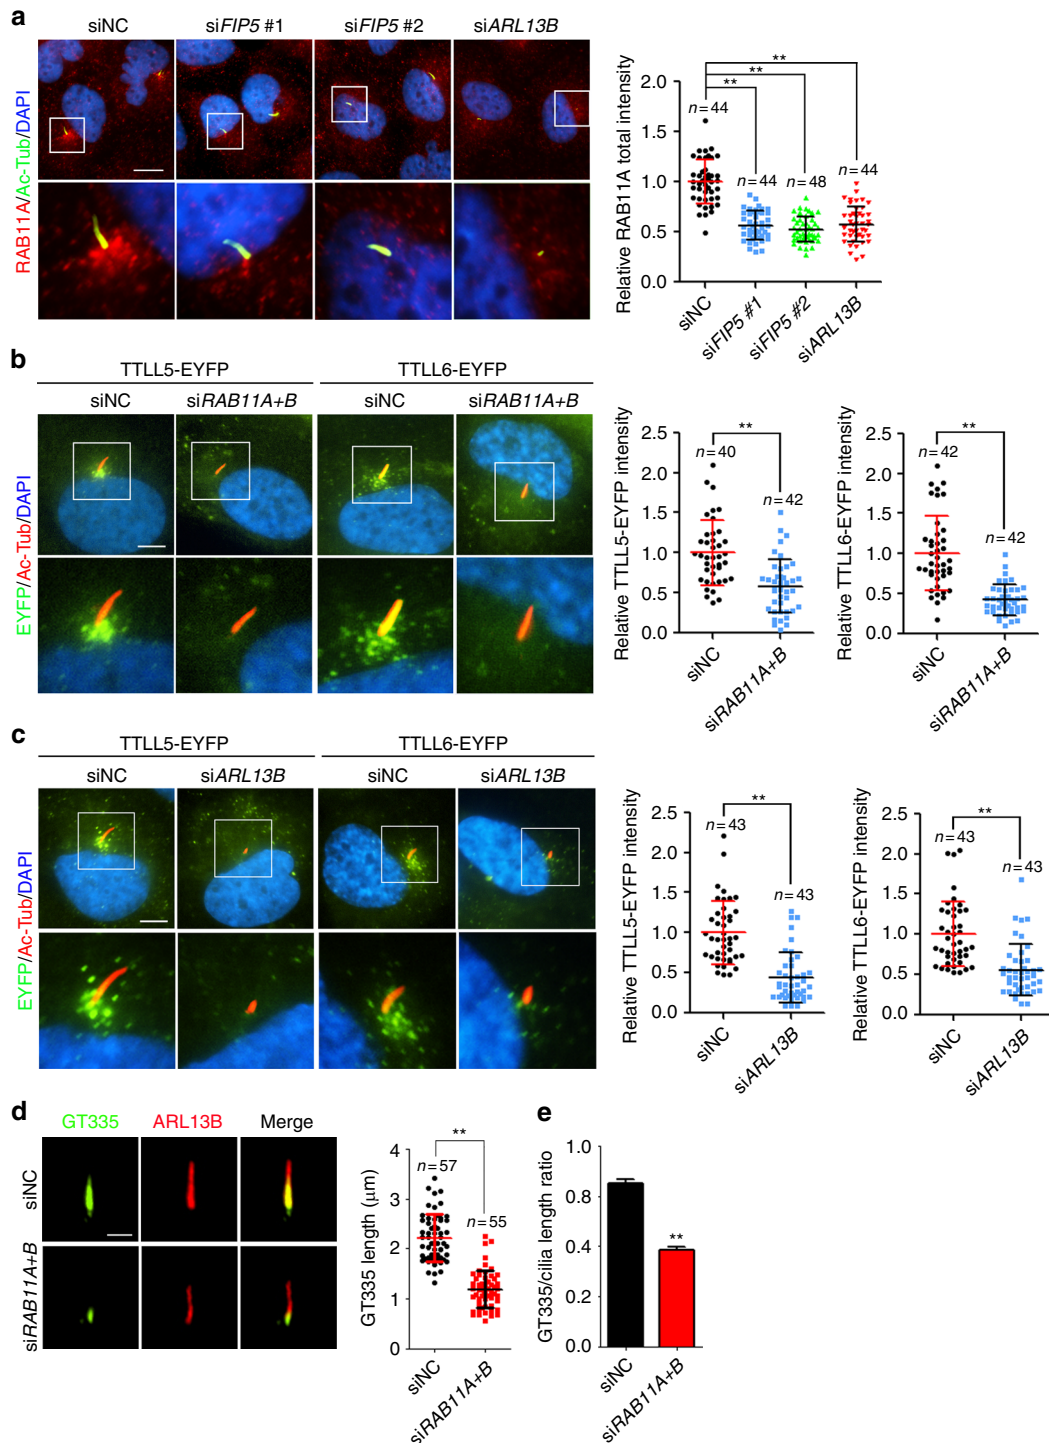 a
siNC
siFIP5 #1
siFIP5 #2
siARL13B
RAB11A/Ac-Tub/DAPI
Relative RAB11A total intensity
2.0
1.5
1.0
0.5
0.0
n=44
n=44
n=48
n=44
**
**
**
siNC
siFIP5 #1
siFIP5 #2
siARL13B
b
TTLL5-EYFP
TTLL6-EYFP
siNC
siRAB11A+B
siNC
siRAB11A+B
EYFP/Ac-Tub/DAPI
Relative TTLL5-EYFP intensity
2.5
2.0
1.5
1.0
0.5
0.0
n=40
**
n=42
siNC
siRAB11A+B
Relative TTLL6-EYFP intensity
2.5
2.0
1.5
1.0
0.5
0.0
n=42
**
n=42
siNC
siRAB11A+B
c
TTLL5-EYFP
TTLL6-EYFP
siNC
siARL13B
siNC
siARL13B
EYFP/Ac-Tub/DAPI
Relative TTLL5-EYFP intensity
2.5
2.0
1.5
1.0
0.5
0.0
n=43
**
n=43
siNC
siARL13B
Relative TTLL6-EYFP intensity
2.5
2.0
1.5
1.0
0.5
0.0
n=43
**
n=43
siNC
siARL13B
d
GT335
ARL13B
Merge
siNC
siRAB11A+B
GT335 length (μm)
4
3
2
1
0
n=57
**
n=55
siNC
siRAB11A+B
e
GT335/cilia length ratio
0.8
0.8
0.4
0.2
0.0
**
siNC
siRAB11A+B